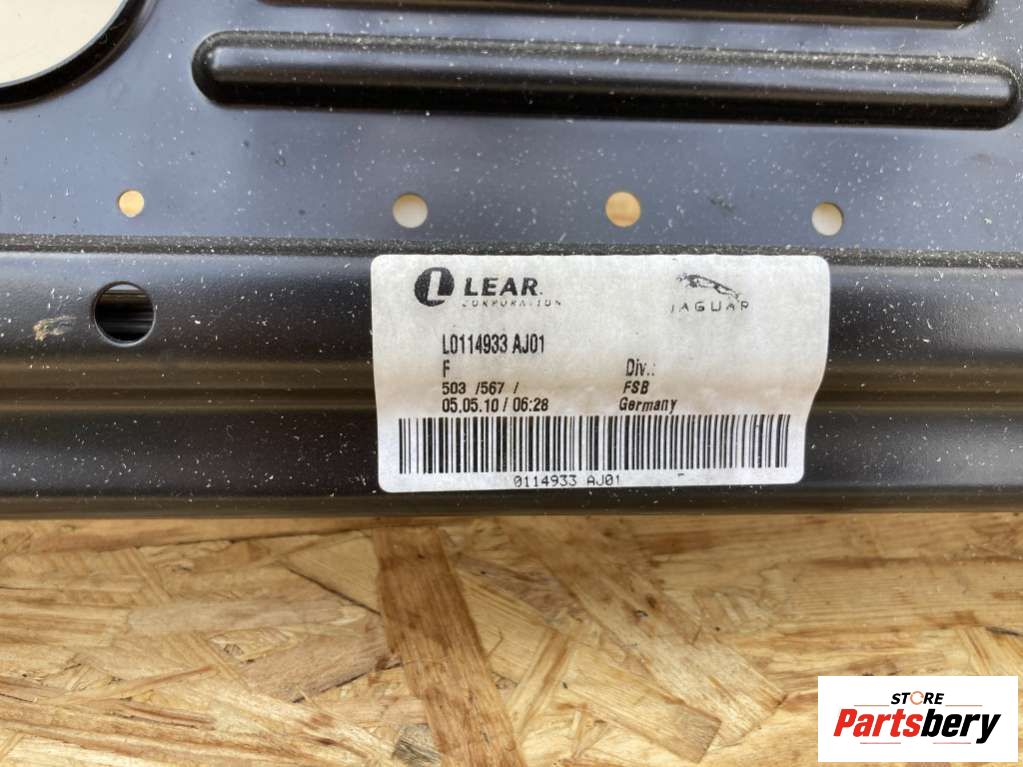 LEAR.
CORPORATION
JAGUAR
L0114933 AJ01
F Div.:
503 /567 / FSB
05.05.10 / 06:28 Germany
0114933 AJ01
STORE
Partsbery